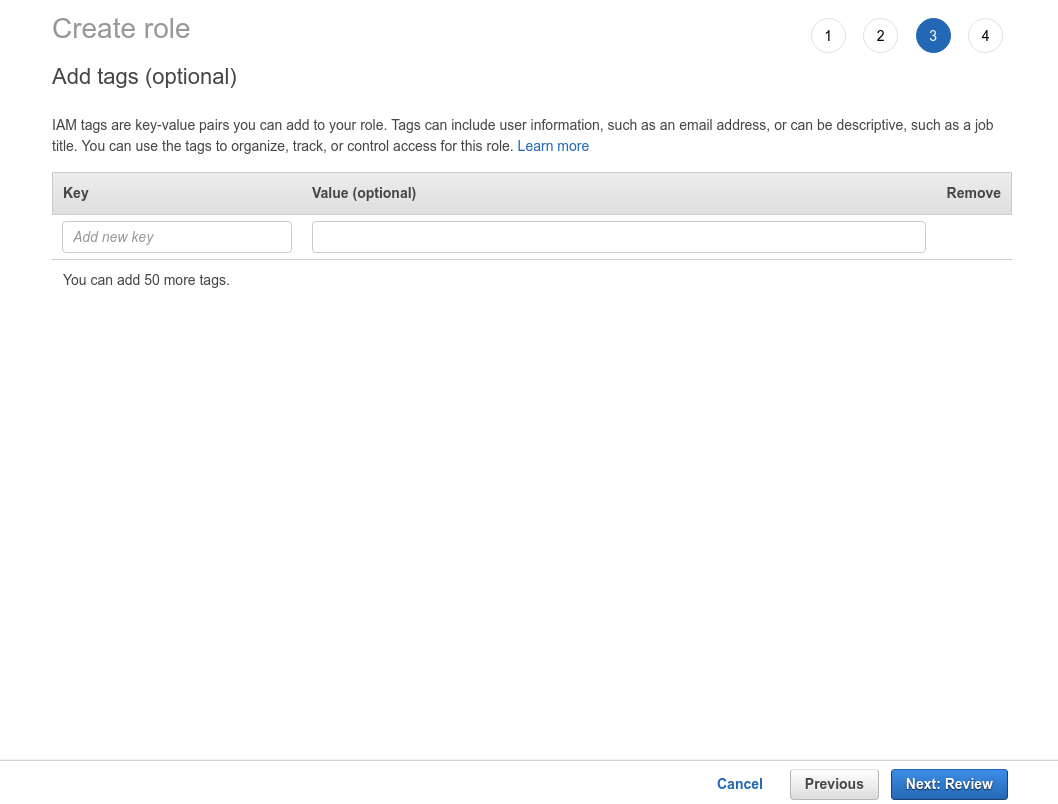 Create role
1 2 3 4
Add tags (optional)
IAM tags are key-value pairs you can add to your role. Tags can include user information, such as an email address, or can be descriptive, such as a job
title. You can use the tags to organize, track, or control access for this role. Learn more
Key Value (optional) Remove
Add new key
You can add 50 more tags.
Cancel Previous Next: Review